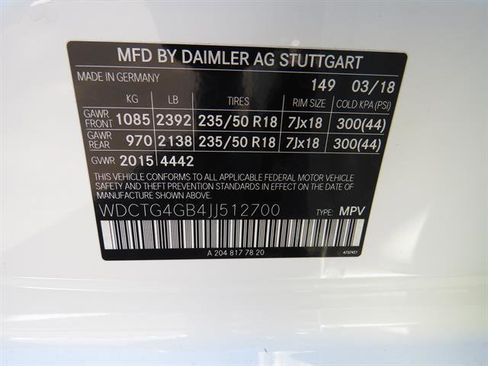 MFD BY DAIMLER AG STUTTGART
MADE IN GERMANY 149 03/18
KG LB TIRES RIM SIZE COLD KPA (PSI)
GAWR FRONT 1085 2392 235/50 R18 7Jx18 300(44)
GAWR REAR 970 2138 235/50 R18 7Jx18 300(44)
GVWR 2015 4442
THIS VEHICLE CONFORMS TO ALL APPLICABLE FEDERAL MOTOR VEHICLE
SAFETY AND THEFT PREVENTION STANDARDS IN EFFECT ON THE DATE
OF MANUFACTURE SHOWN ABOVE.
WDCTG4GB4JJ512700 TYPE: MPV
A 204 817 78 20